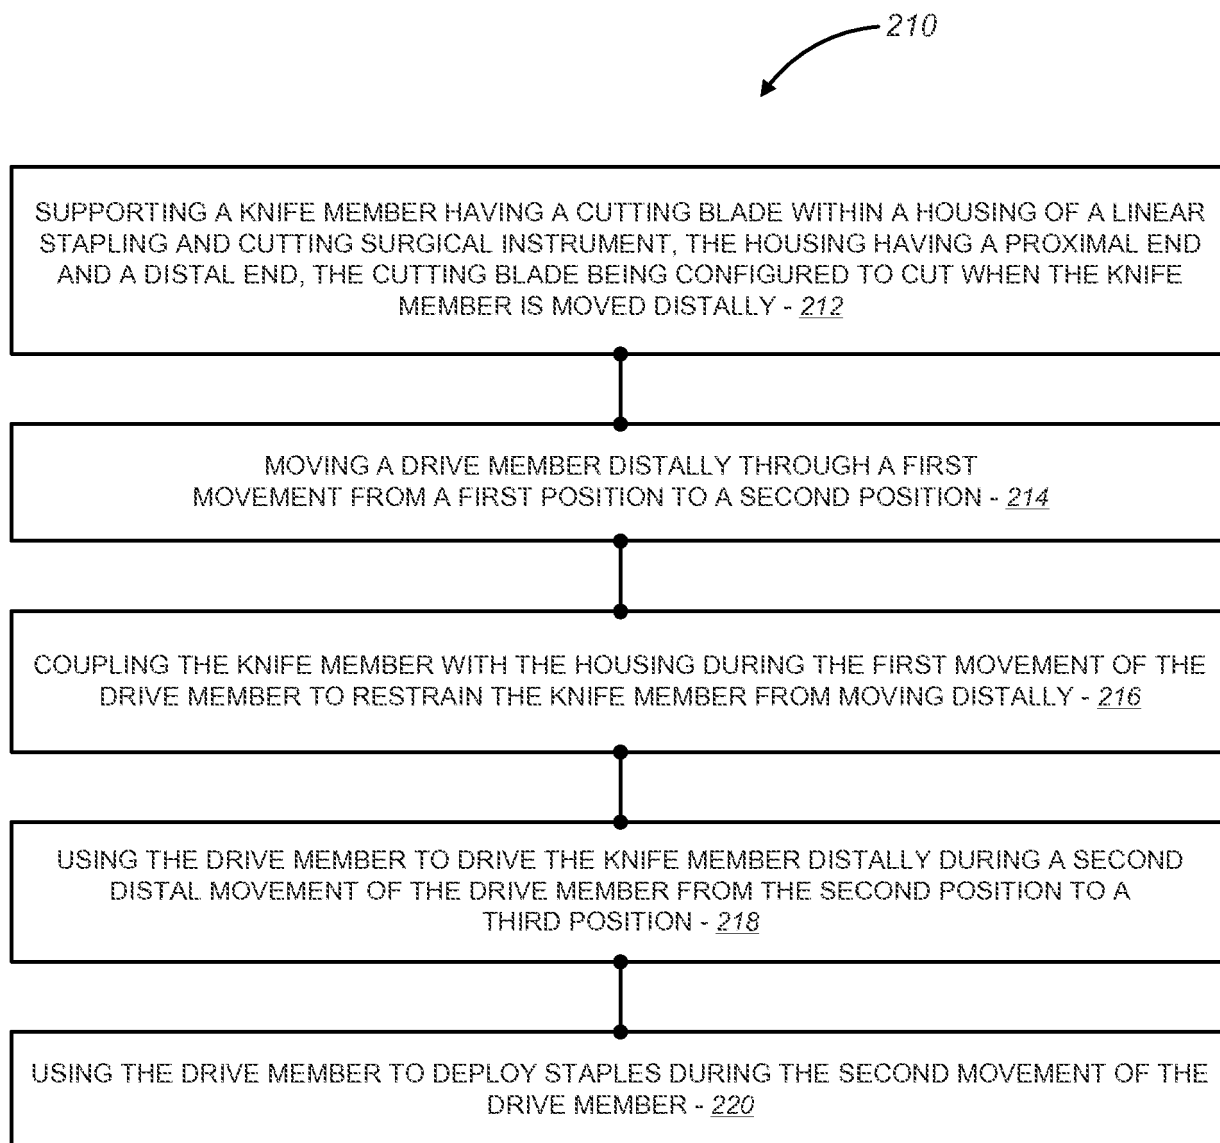 210
SUPPORTING A KNIFE MEMBER HAVING A CUTTING BLADE WITHIN A HOUSING OF A LINEAR
STAPLING AND CUTTING SURGICAL INSTRUMENT, THE HOUSING HAVING A PROXIMAL END
AND A DISTAL END, THE CUTTING BLADE BEING CONFIGURED TO CUT WHEN THE KNIFE
MEMBER IS MOVED DISTALLY - 212
MOVING A DRIVE MEMBER DISTALLY THROUGH A FIRST
MOVEMENT FROM A FIRST POSITION TO A SECOND POSITION - 214
COUPLING THE KNIFE MEMBER WITH THE HOUSING DURING THE FIRST MOVEMENT OF THE
DRIVE MEMBER TO RESTRAIN THE KNIFE MEMBER FROM MOVING DISTALLY - 216
USING THE DRIVE MEMBER TO DRIVE THE KNIFE MEMBER DISTALLY DURING A SECOND
DISTAL MOVEMENT OF THE DRIVE MEMBER FROM THE SECOND POSITION TO A
THIRD POSITION - 218
USING THE DRIVE MEMBER TO DEPLOY STAPLES DURING THE SECOND MOVEMENT OF THE
DRIVE MEMBER - 220